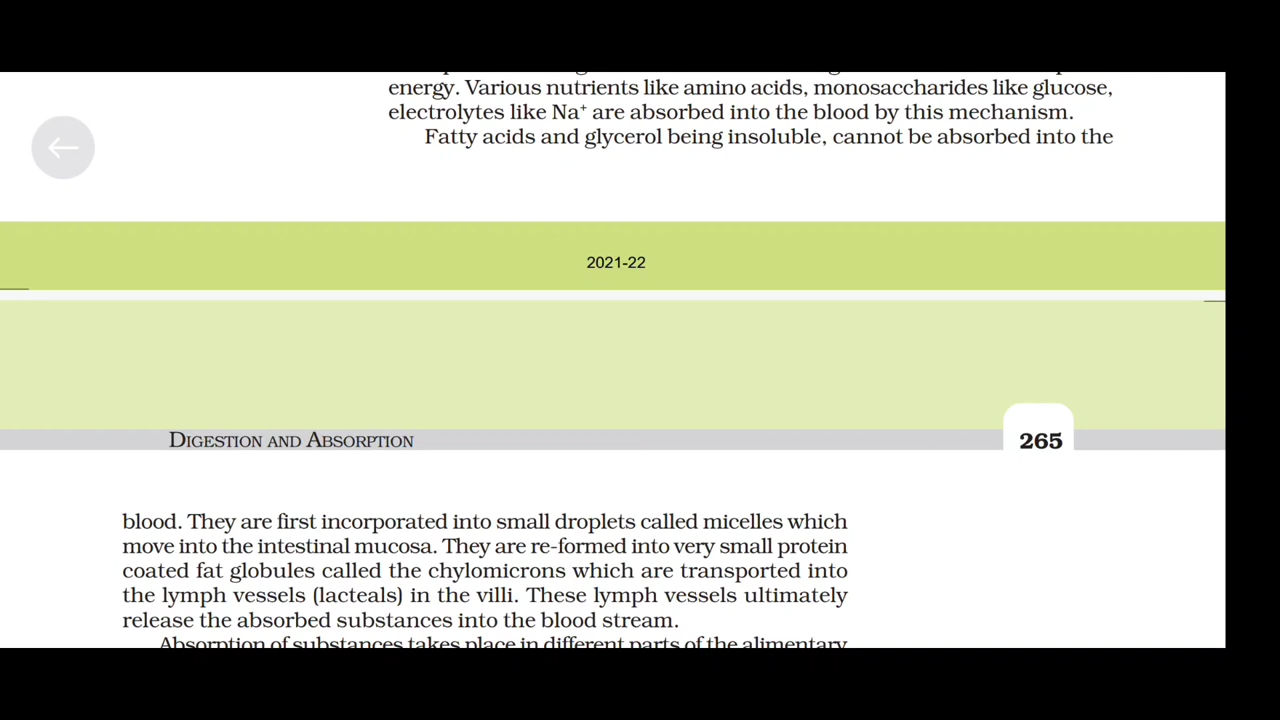 energy. Various nutrients like amino acids, monosaccharides like glucose,
electrolytes like Na⁺ are absorbed into the blood by this mechanism.
Fatty acids and glycerol being insoluble, cannot be absorbed into the
2021-22
DIGESTION AND ABSORPTION
265
blood. They are first incorporated into small droplets called micelles which
move into the intestinal mucosa. They are re-formed into very small protein
coated fat globules called the chylomicrons which are transported into
the lymph vessels (lacteals) in the villi. These lymph vessels ultimately
release the absorbed substances into the blood stream.
Absorption of substances takes place in different parts of the alimentary